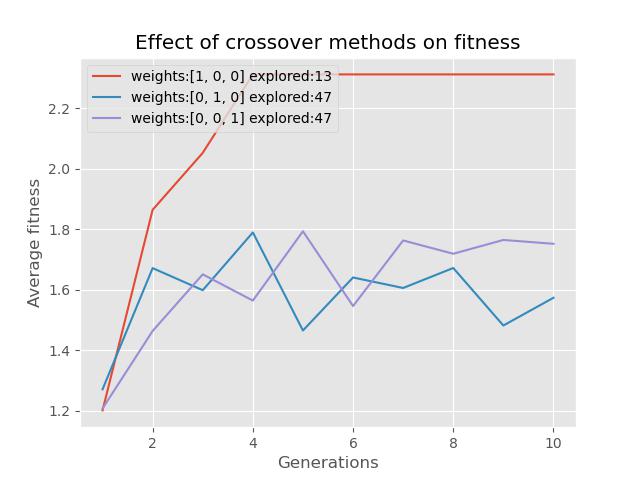 Effect of crossover methods on fitness
weights:[1, 0, 0] explored:13
weights:[0, 1, 0] explored:47
weights:[0, 0, 1] explored:47
2.2
2.0
1.8
1.6
1.4
1.2
Average fitness
2 4 6 8 10
Generations